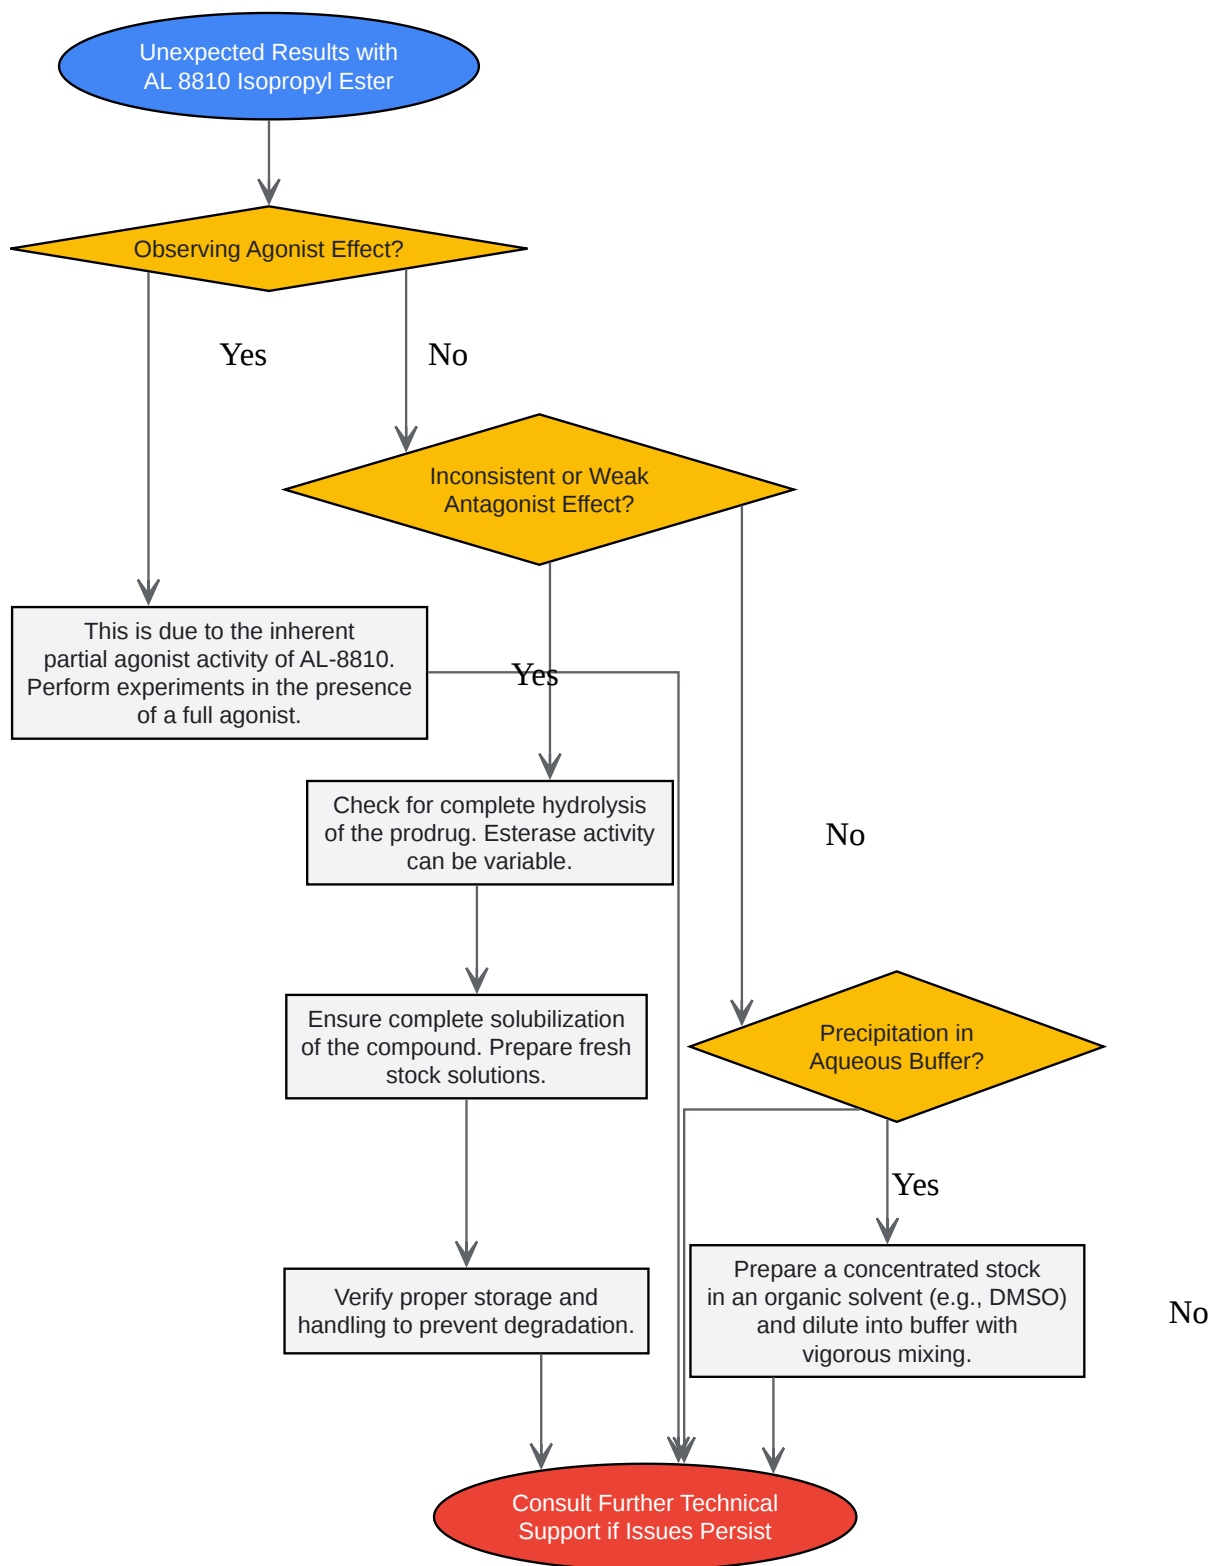 Unexpected Results with
AL 8810 Isopropyl Ester
Observing Agonist Effect?
Yes
No
Inconsistent or Weak
Antagonist Effect?
This is due to the inherent
partial agonist activity of AL-8810.
Perform experiments in the presence
of a full agonist.
Yes
Check for complete hydrolysis
of the prodrug. Esterase activity
can be variable.
No
Ensure complete solubilization
of the compound. Prepare fresh
stock solutions.
Precipitation in
Aqueous Buffer?
Yes
Verify proper storage and
handling to prevent degradation.
Prepare a concentrated stock
in an organic solvent (e.g., DMSO)
and dilute into buffer with
vigorous mixing.
No
Consult Further Technical
Support if Issues Persist